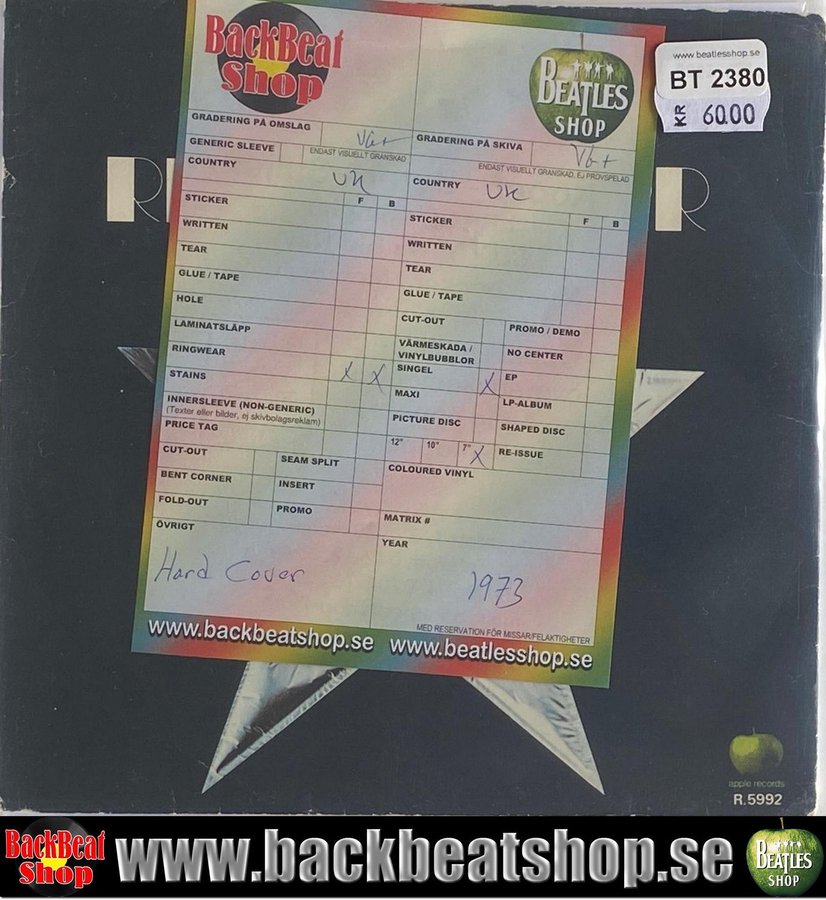 BackBeat
Shop
BEATLES
SHOP
www.beatlesshop.se
BT 2380
KR 60.00
R
R
GRADERING PÅ OMSLAG VG+
ENDAST VISUELLT GRANSKAD
GENERIC SLEEVE
COUNTRY UK
STICKER F B
WRITTEN
TEAR
GLUE / TAPE
HOLE
LAMINATSLÄPP
RINGWEAR
STAINS X X
INNERSLEEVE (NON-GENERIC)
(Texter eller bilder, ej skivbolagsreklam)
PRICE TAG
CUT-OUT SEAM SPLIT
BENT CORNER INSERT
FOLD-OUT PROMO
ÖVRIGT
Hard Cover
GRADERING PÅ SKIVA VG+
ENDAST VISUELLT GRANSKAD, EJ PROVSPELAD
COUNTRY UK
STICKER F B
WRITTEN
TEAR
GLUE / TAPE
CUT-OUT PROMO / DEMO
VÄRMESKADA /
VINYLBUBBLOR NO CENTER
SINGEL X EP
MAXI LP-ALBUM
PICTURE DISC SHAPED DISC
12" 10" 7" X RE-ISSUE
COLOURED VINYL
MATRIX #
YEAR
1973
MED RESERVATION FÖR MISSAR/FELAKTIGHETER
www.backbeatshop.se www.beatlesshop.se
apple records
R.5992
BackBeat
Shop
www.backbeatshop.se
BEATLES
SHOP